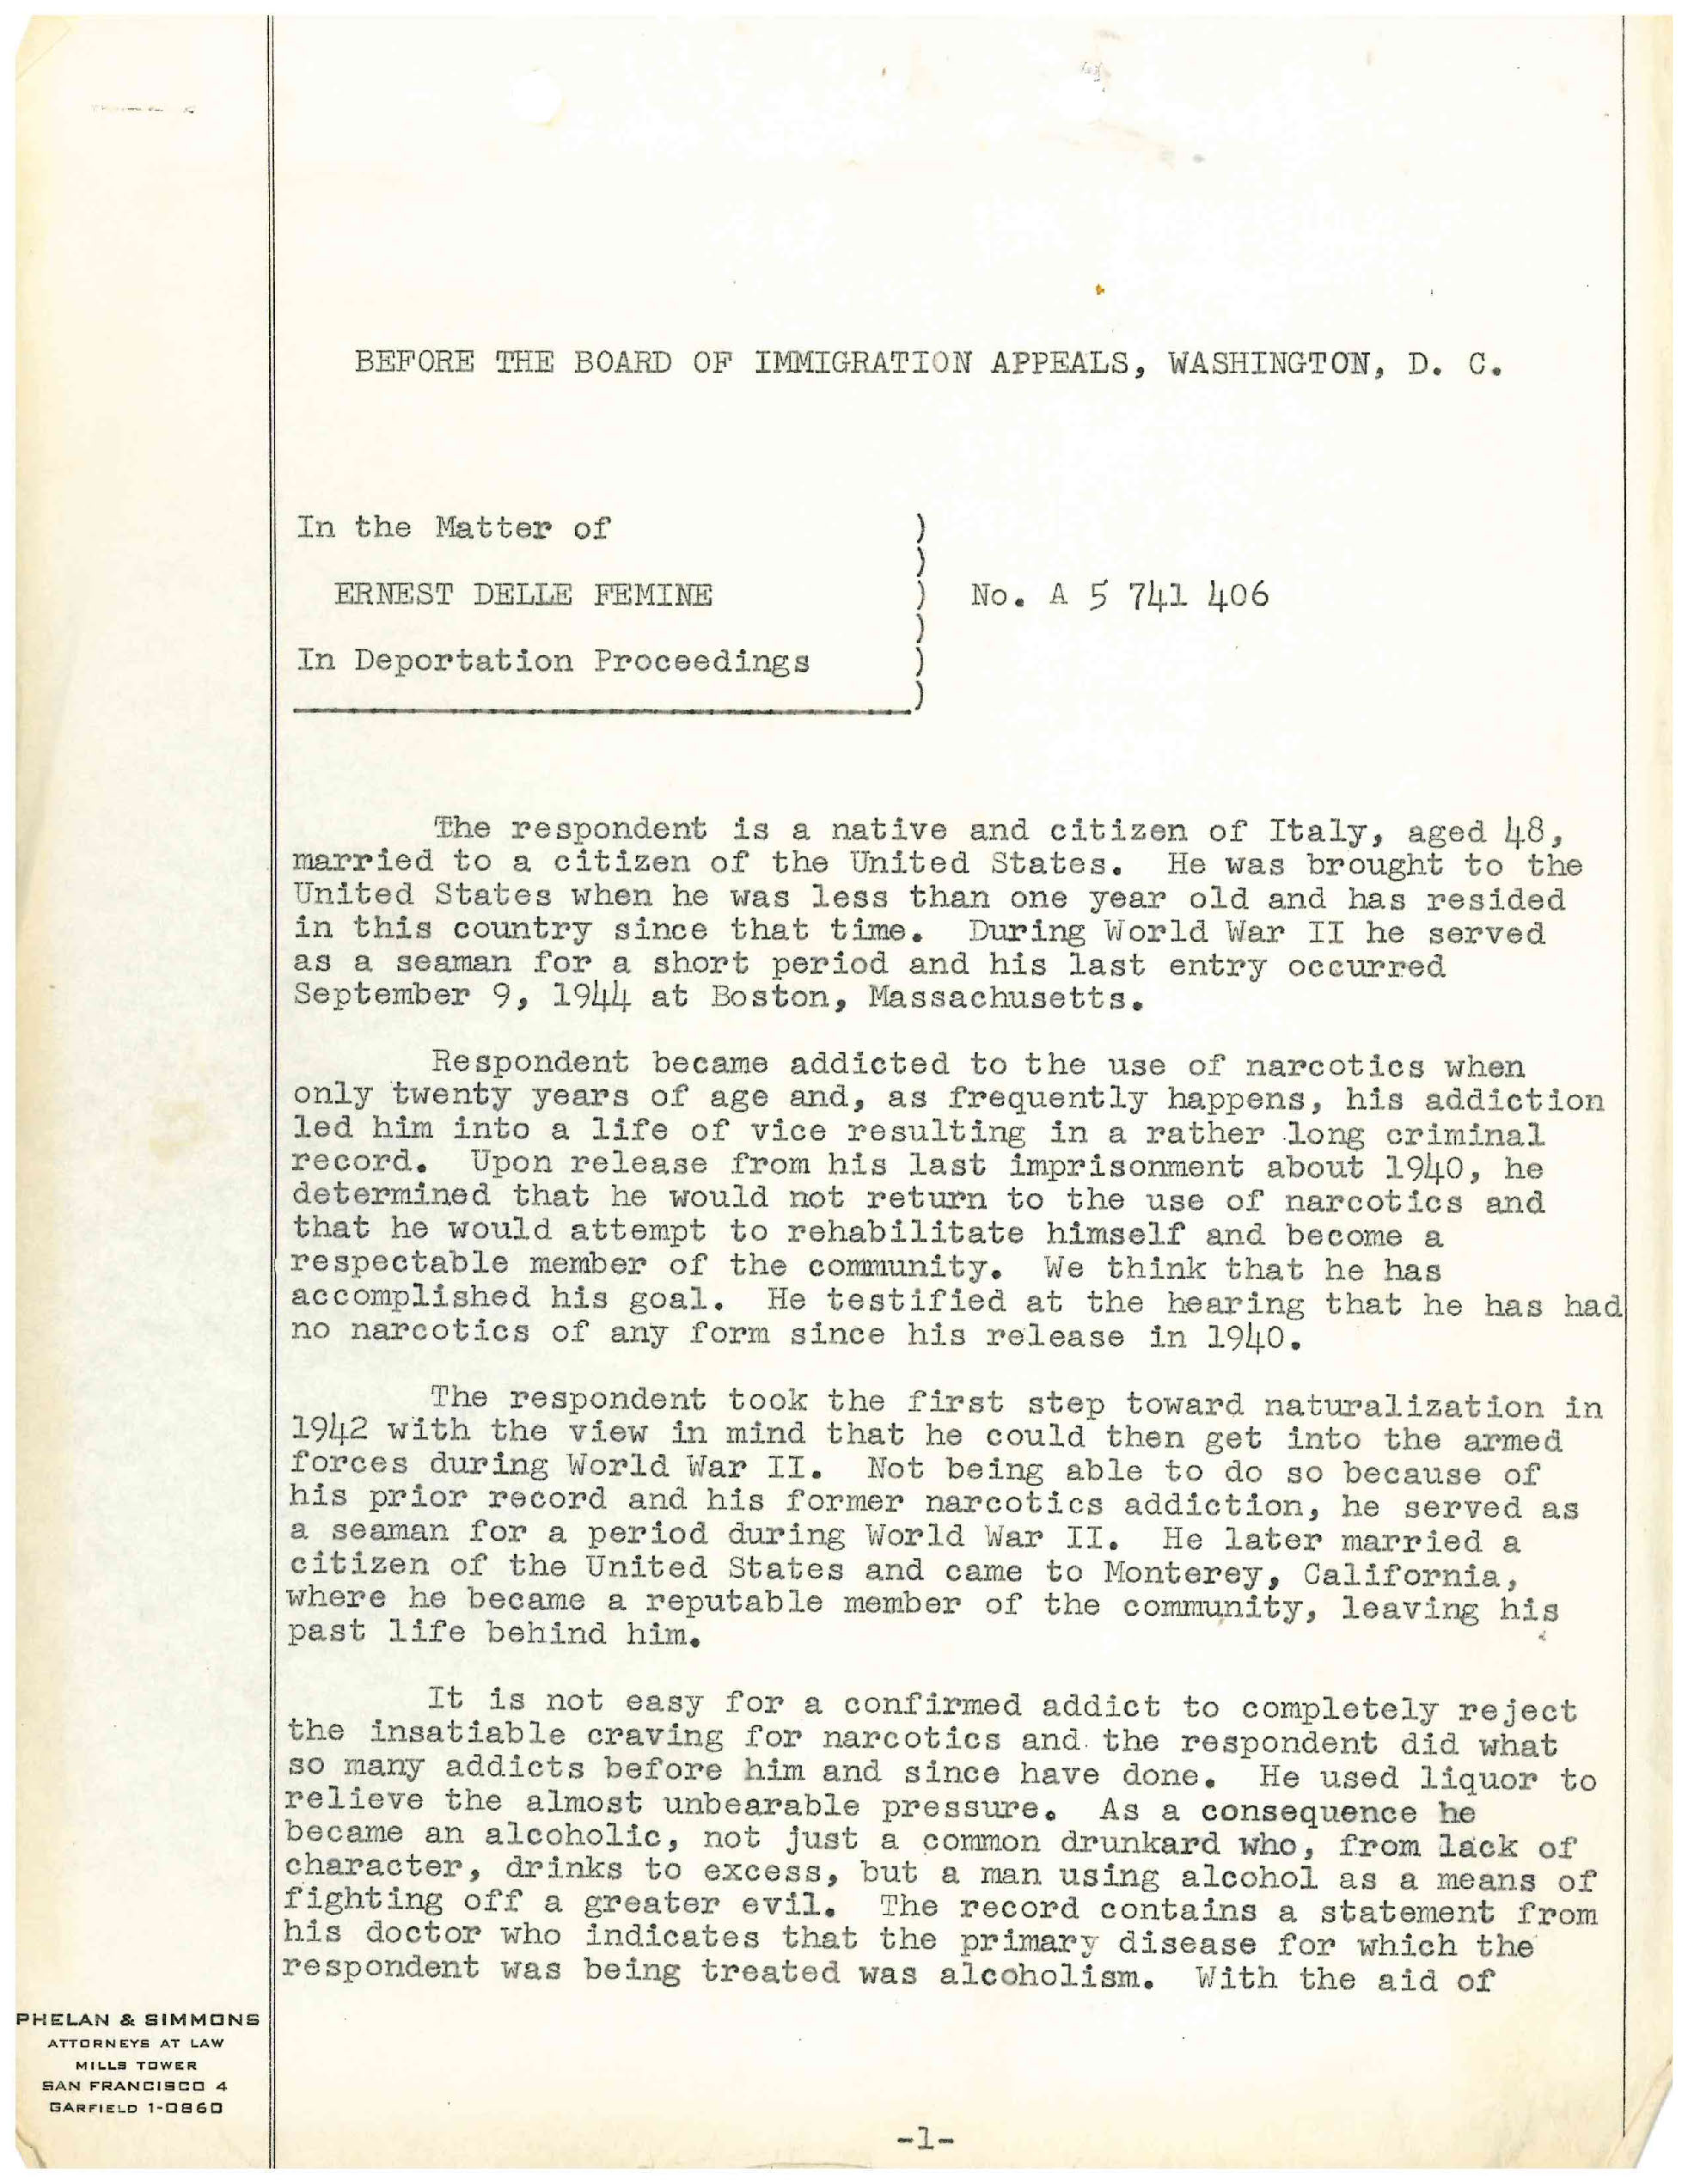 BEFORE THE BOARD OF IMMIGRATION APPEALS, WASHINGTON, D. C.
In the Matter of )
)
ERNEST DELLE FEMINE ) No. A 5 741 406
)
In Deportation Proceedings )
)
The respondent is a native and citizen of Italy, aged 48,
married to a citizen of the United States. He was brought to the
United States when he was less than one year old and has resided
in this country since that time. During World War II he served
as a seaman for a short period and his last entry occurred
September 9, 1944 at Boston, Massachusetts.
Respondent became addicted to the use of narcotics when
only twenty years of age and, as frequently happens, his addiction
led him into a life of vice resulting in a rather long criminal
record. Upon release from his last imprisonment about 1940, he
determined that he would not return to the use of narcotics and
that he would attempt to rehabilitate himself and become a
respectable member of the community. We think that he has
accomplished his goal. He testified at the hearing that he has had
no narcotics of any form since his release in 1940.
The respondent took the first step toward naturalization in
1942 with the view in mind that he could then get into the armed
forces during World War II. Not being able to do so because of
his prior record and his former narcotics addiction, he served as
a seaman for a period during World War II. He later married a
citizen of the United States and came to Monterey, California,
where he became a reputable member of the community, leaving his
past life behind him.
It is not easy for a confirmed addict to completely reject
the insatiable craving for narcotics and the respondent did what
so many addicts before him and since have done. He used liquor to
relieve the almost unbearable pressure. As a consequence he
became an alcoholic, not just a common drunkard who, from lack of
character, drinks to excess, but a man using alcohol as a means of
fighting off a greater evil. The record contains a statement from
his doctor who indicates that the primary disease for which the
respondent was being treated was alcoholism. With the aid of
PHELAN & SIMMONS
ATTORNEYS AT LAW
MILLS TOWER
SAN FRANCISCO 4
GARFIELD 1-0860
-1-